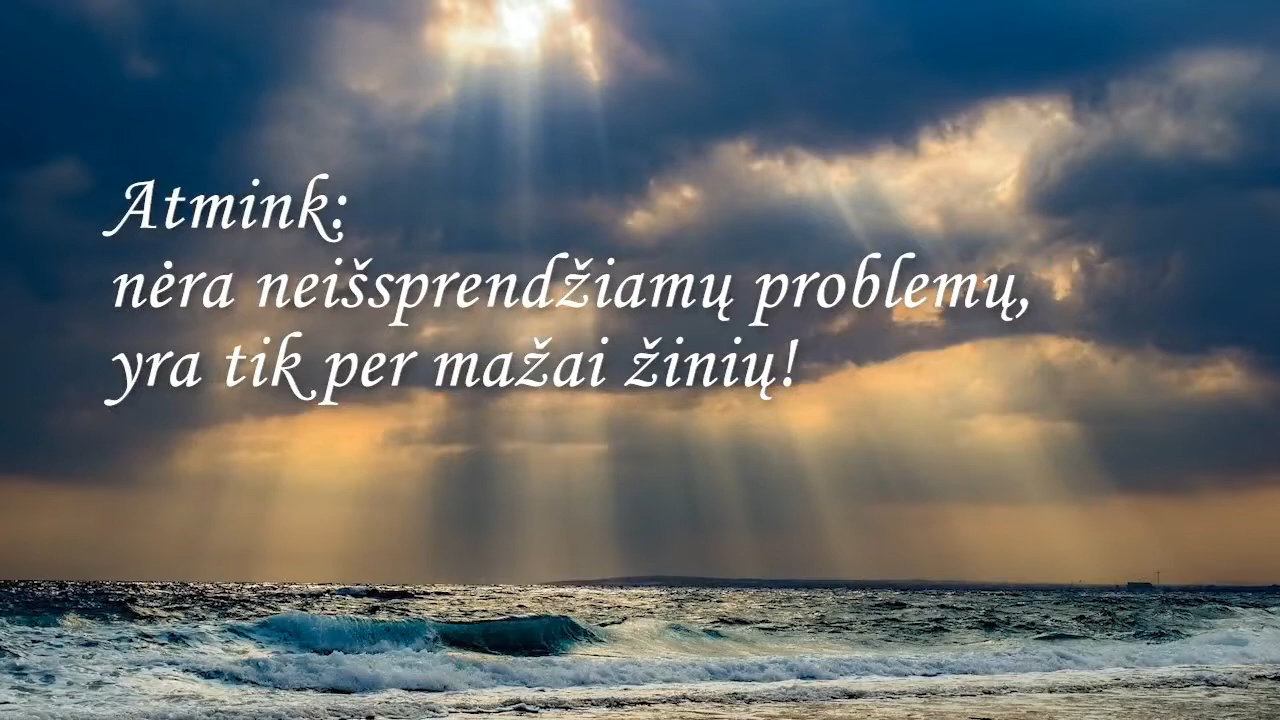 Atmink:
nėra neišsprendžiamų problemų,
yra tik per mažai žinių!